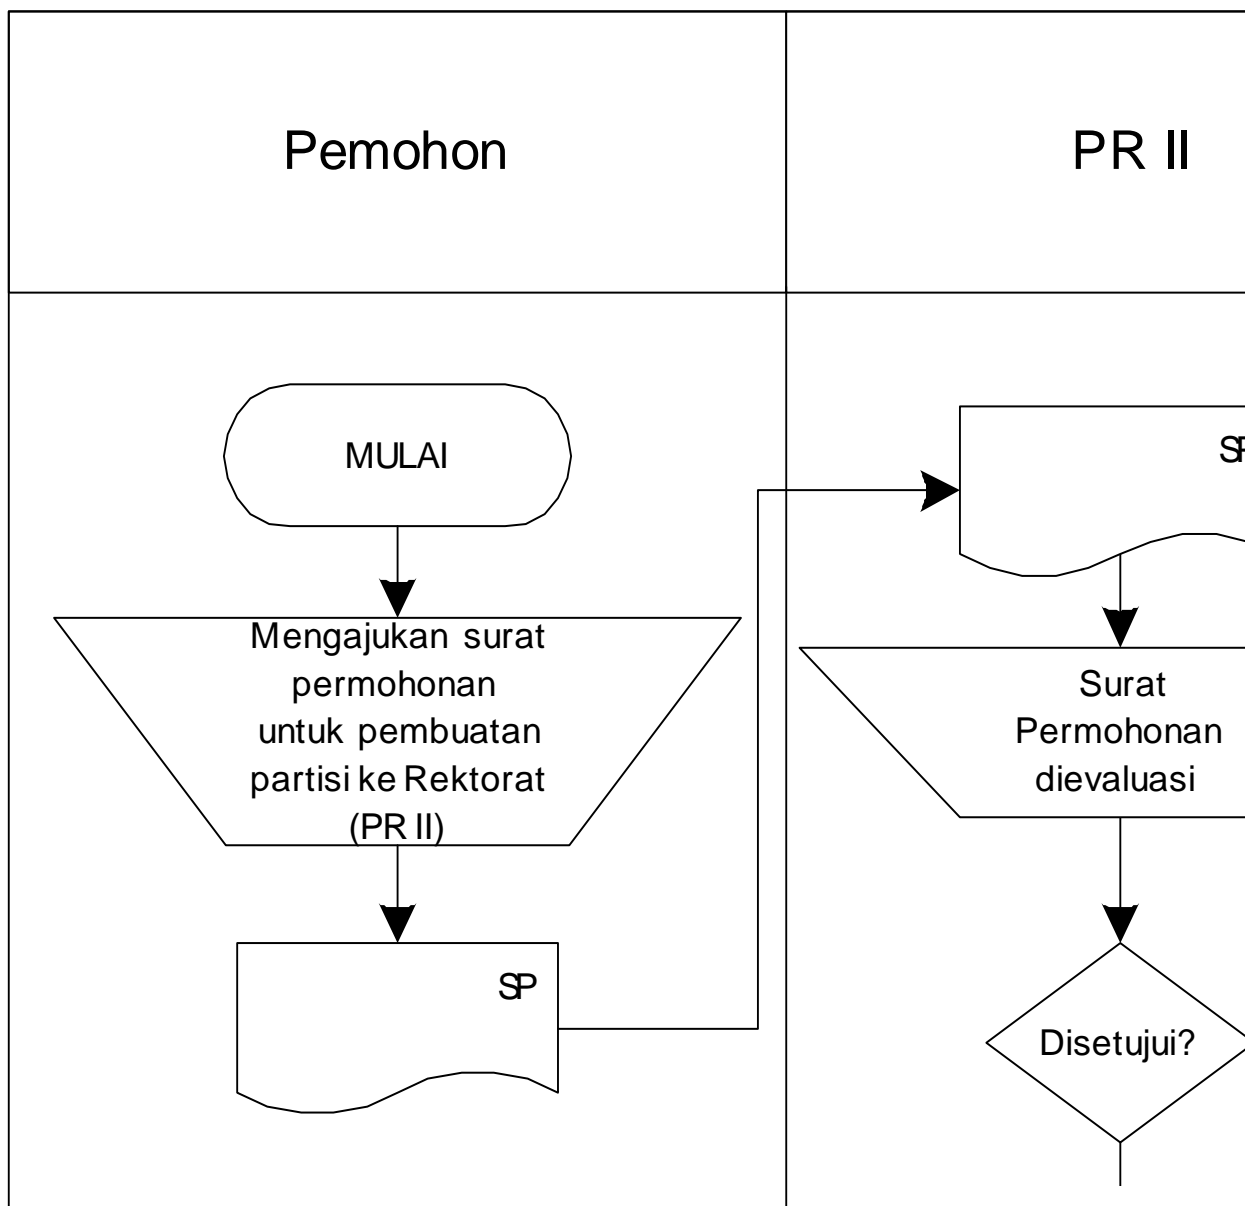 Pemohon
PR II
MULAI
Mengajukan surat
permohonan
untuk pembuatan
partisi ke Rektorat
(PR II)
SP
Surat
Permohonan
dievaluasi
Disetujui?